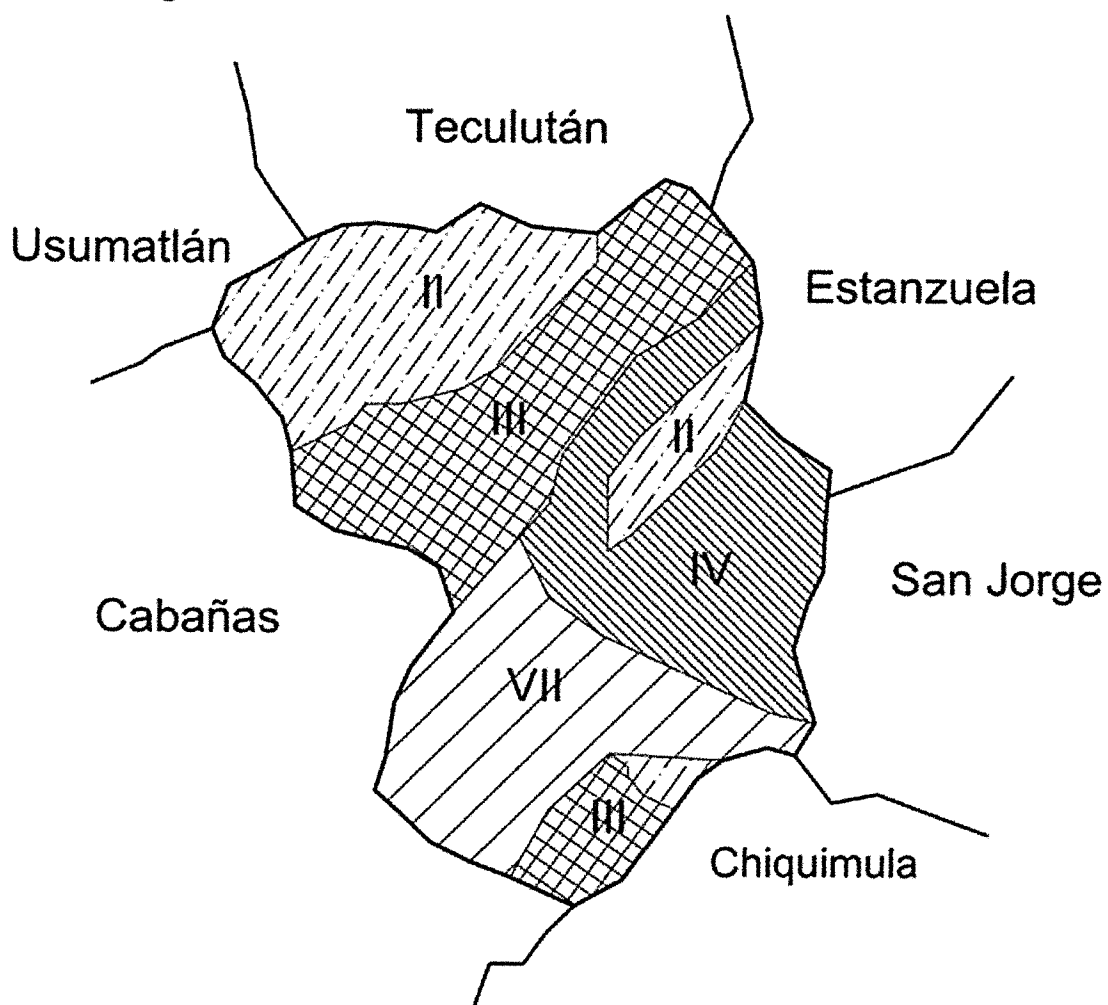 Teculután
Usumatlán
II
Estanzuela
III
II
IV
San Jorge
Cabañas
VII
III
Chiquimula